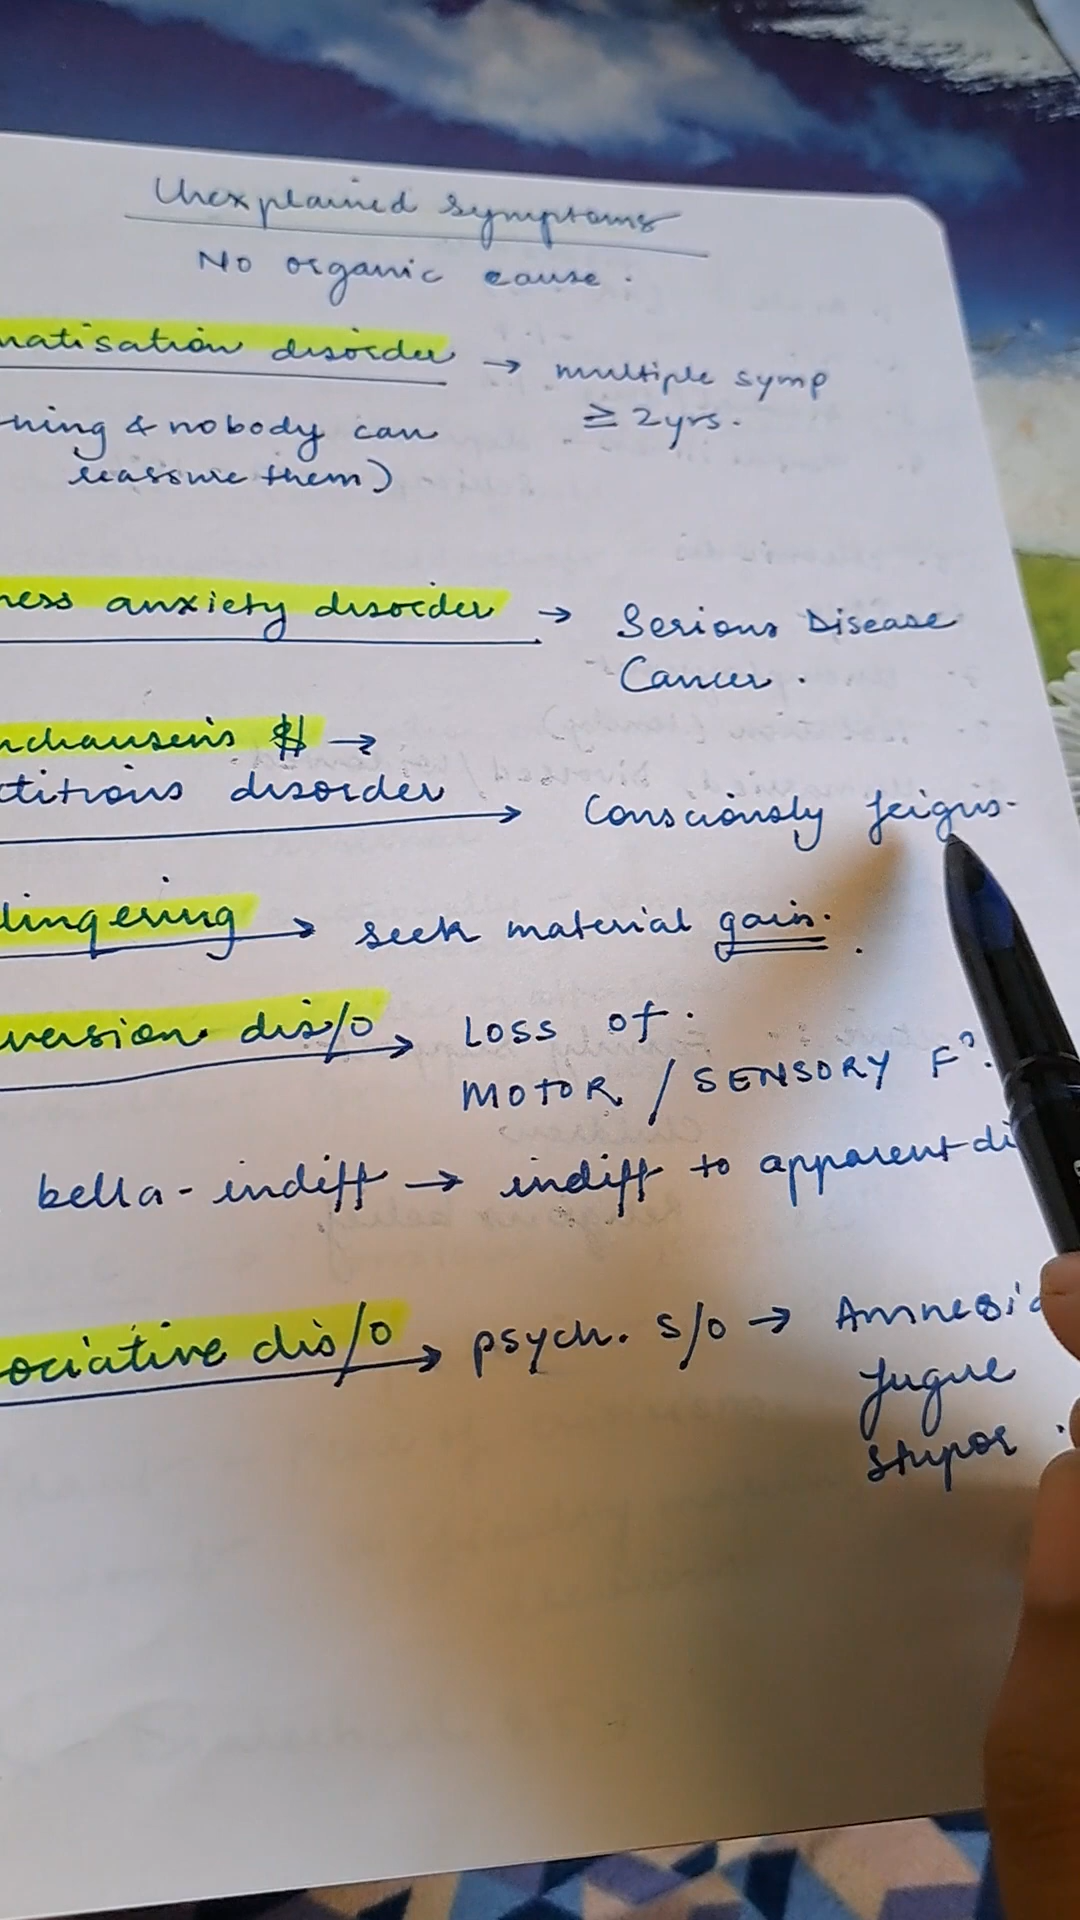 Unexplained Symptoms
No organic cause.
matisation disorder → multiple symp
≥ 2yrs.
ning & nobody can
reassure them)
ness anxiety disorder → Serious Disease
Cancer.
nchausen's $ →
titious disorder → Consciously feigns.
lingering → seek material gain.
version dis/o → LOSS of.
MOTOR / SENSORY Fⁿ.
bella-indiff → indiff to apparent di
ociative dis/o → psych. s/o → Amnesia
fugue
stupor.